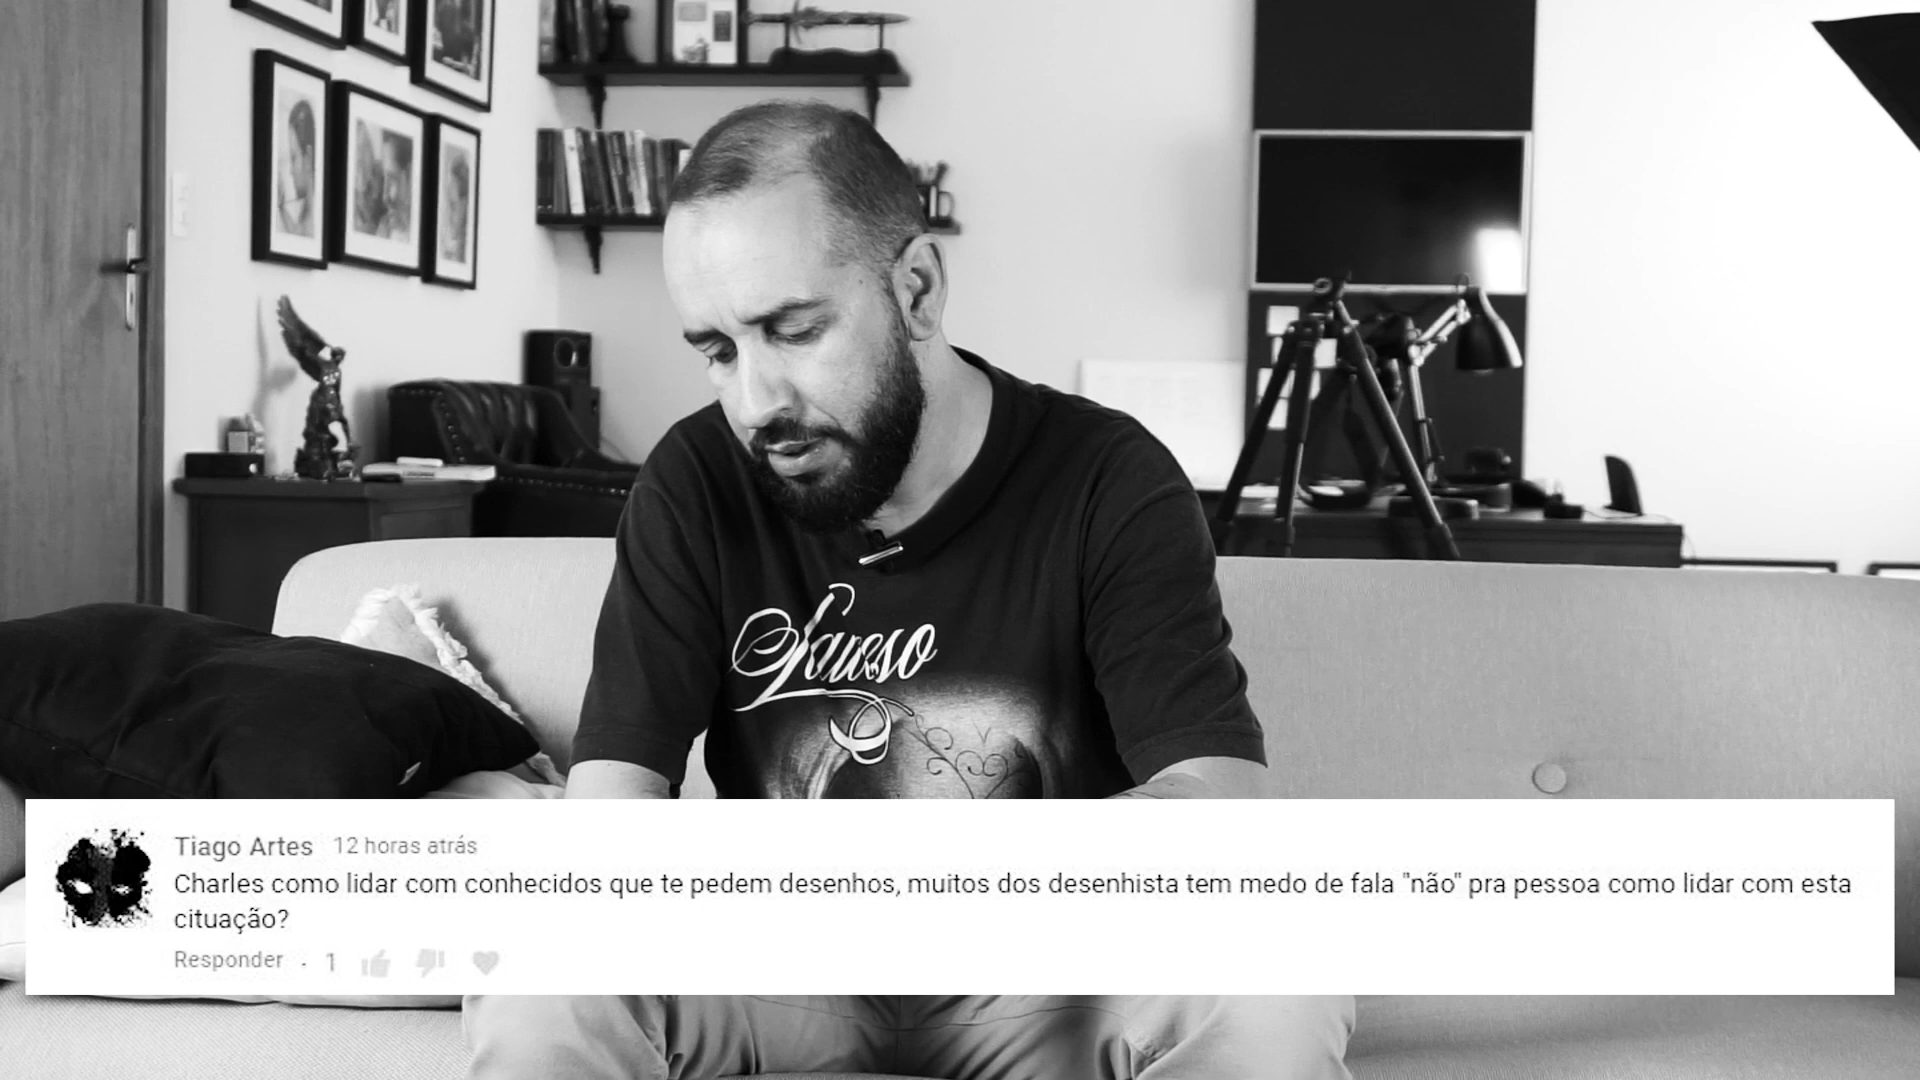 Tiago Artes 12 horas atrás
Charles como lidar com conhecidos que te pedem desenhos, muitos dos desenhista tem medo de fala "não" pra pessoa como lidar com esta
cituação?
Responder . 1